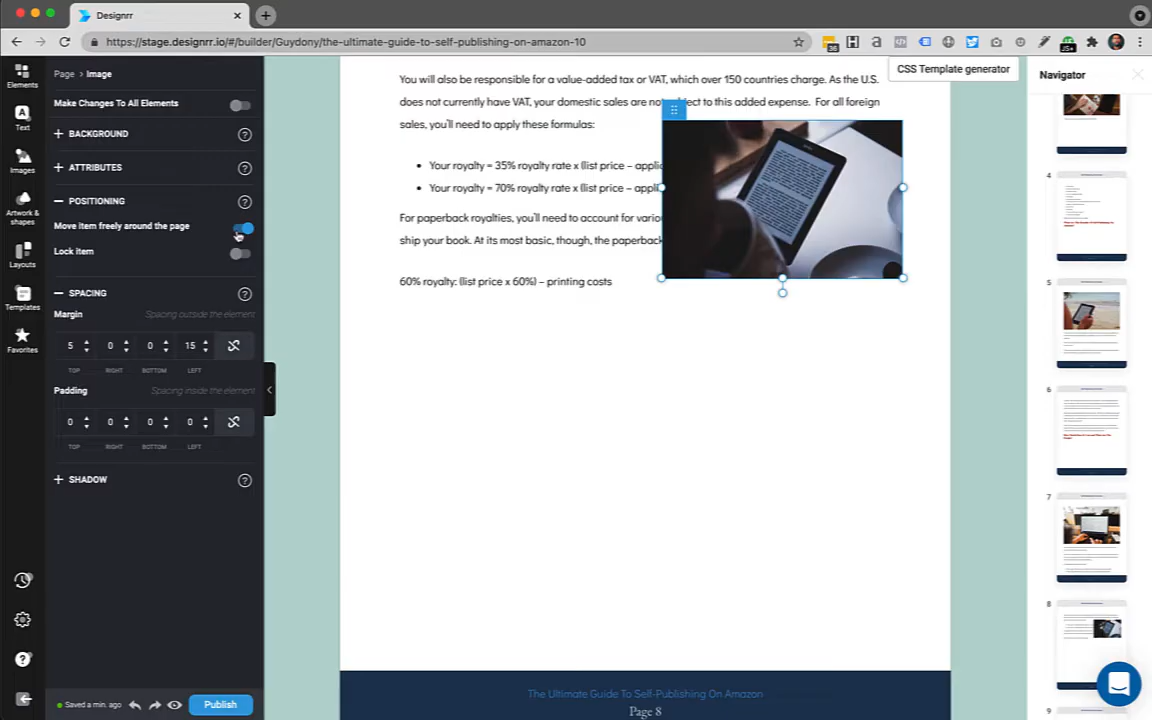 Designrr
https://stage.designrr.io/#/builder/Guydony/the-ultimate-guide-to-self-publishing-on-amazon-10
36
JS+
Elements
Text
Images
Artwork &
shapes
Layouts
Templates
Favorites
Page > Image
Make Changes To All Elements
BACKGROUND
ATTRIBUTES
POSITIONING
Move item freely around the page
Lock item
SPACING
Margin Spacing outside the element
5 0 0 15
TOP RIGHT BOTTOM LEFT
Padding Spacing inside the element
0 0 0 0
TOP RIGHT BOTTOM LEFT
SHADOW
Saved a min. ago
Publish
You will also be responsible for a value-added tax or VAT, which over 150 countries charge. As the U.S.
does not currently have VAT, your domestic sales are not subject to this added expense. For all foreign
sales, you'll need to apply these formulas:
• Your royalty = 35% royalty rate x (list price –
• Your royalty = 70% royalty rate x (list price –
For paperback royalties, you'll need to account for
ship your book. At its most basic, though, the paperback
60% royalty: (list price x 60%) – printing costs
The Ultimate Guide To Self-Publishing On Amazon
Page 8
CSS Template generator
Navigator
4
5
6
7
8
9